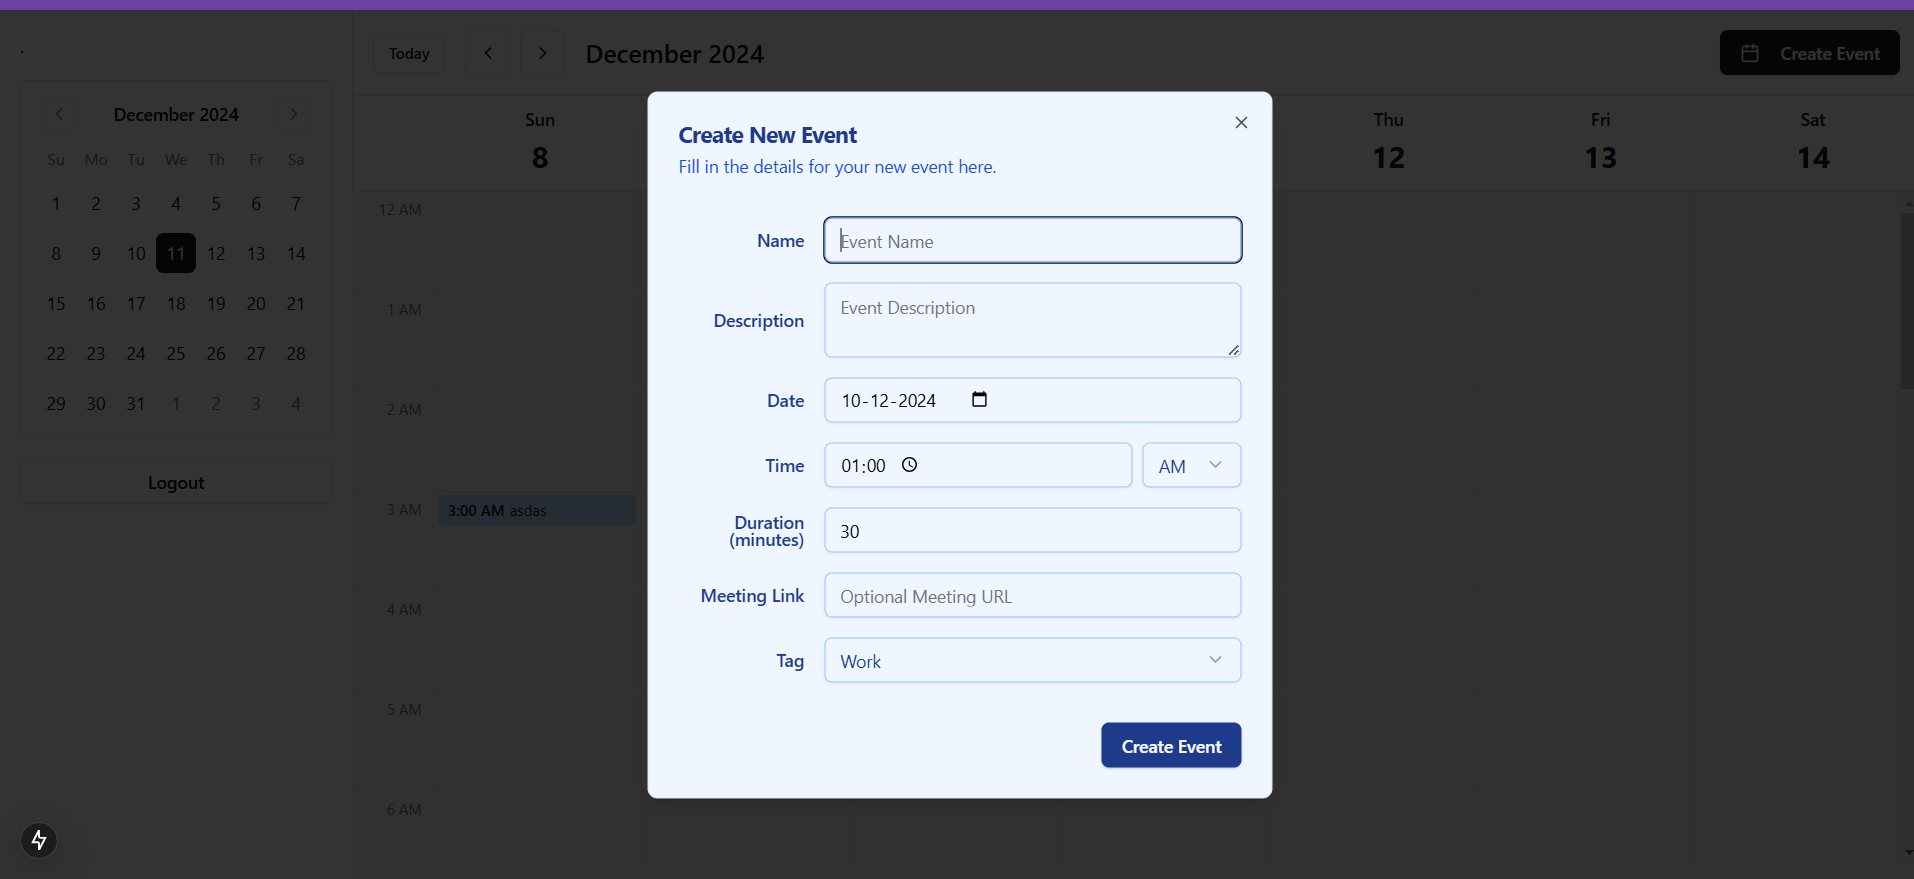 .
December 2024
Su Mo Tu We Th Fr Sa
1 2 3 4 5 6 7
8 9 10 11 12 13 14
15 16 17 18 19 20 21
22 23 24 25 26 27 28
29 30 31 1 2 3 4
Logout
Today
December 2024
Create Event
Sun
8
Thu
12
Fri
13
Sat
14
12 AM
1 AM
2 AM
3 AM
3:00 AM asdas
4 AM
5 AM
6 AM
Create New Event
Fill in the details for your new event here.
Name
Event Name
Description
Event Description
Date
10-12-2024
Time
01:00
AM
Duration
(minutes)
30
Meeting Link
Optional Meeting URL
Tag
Work
Create Event